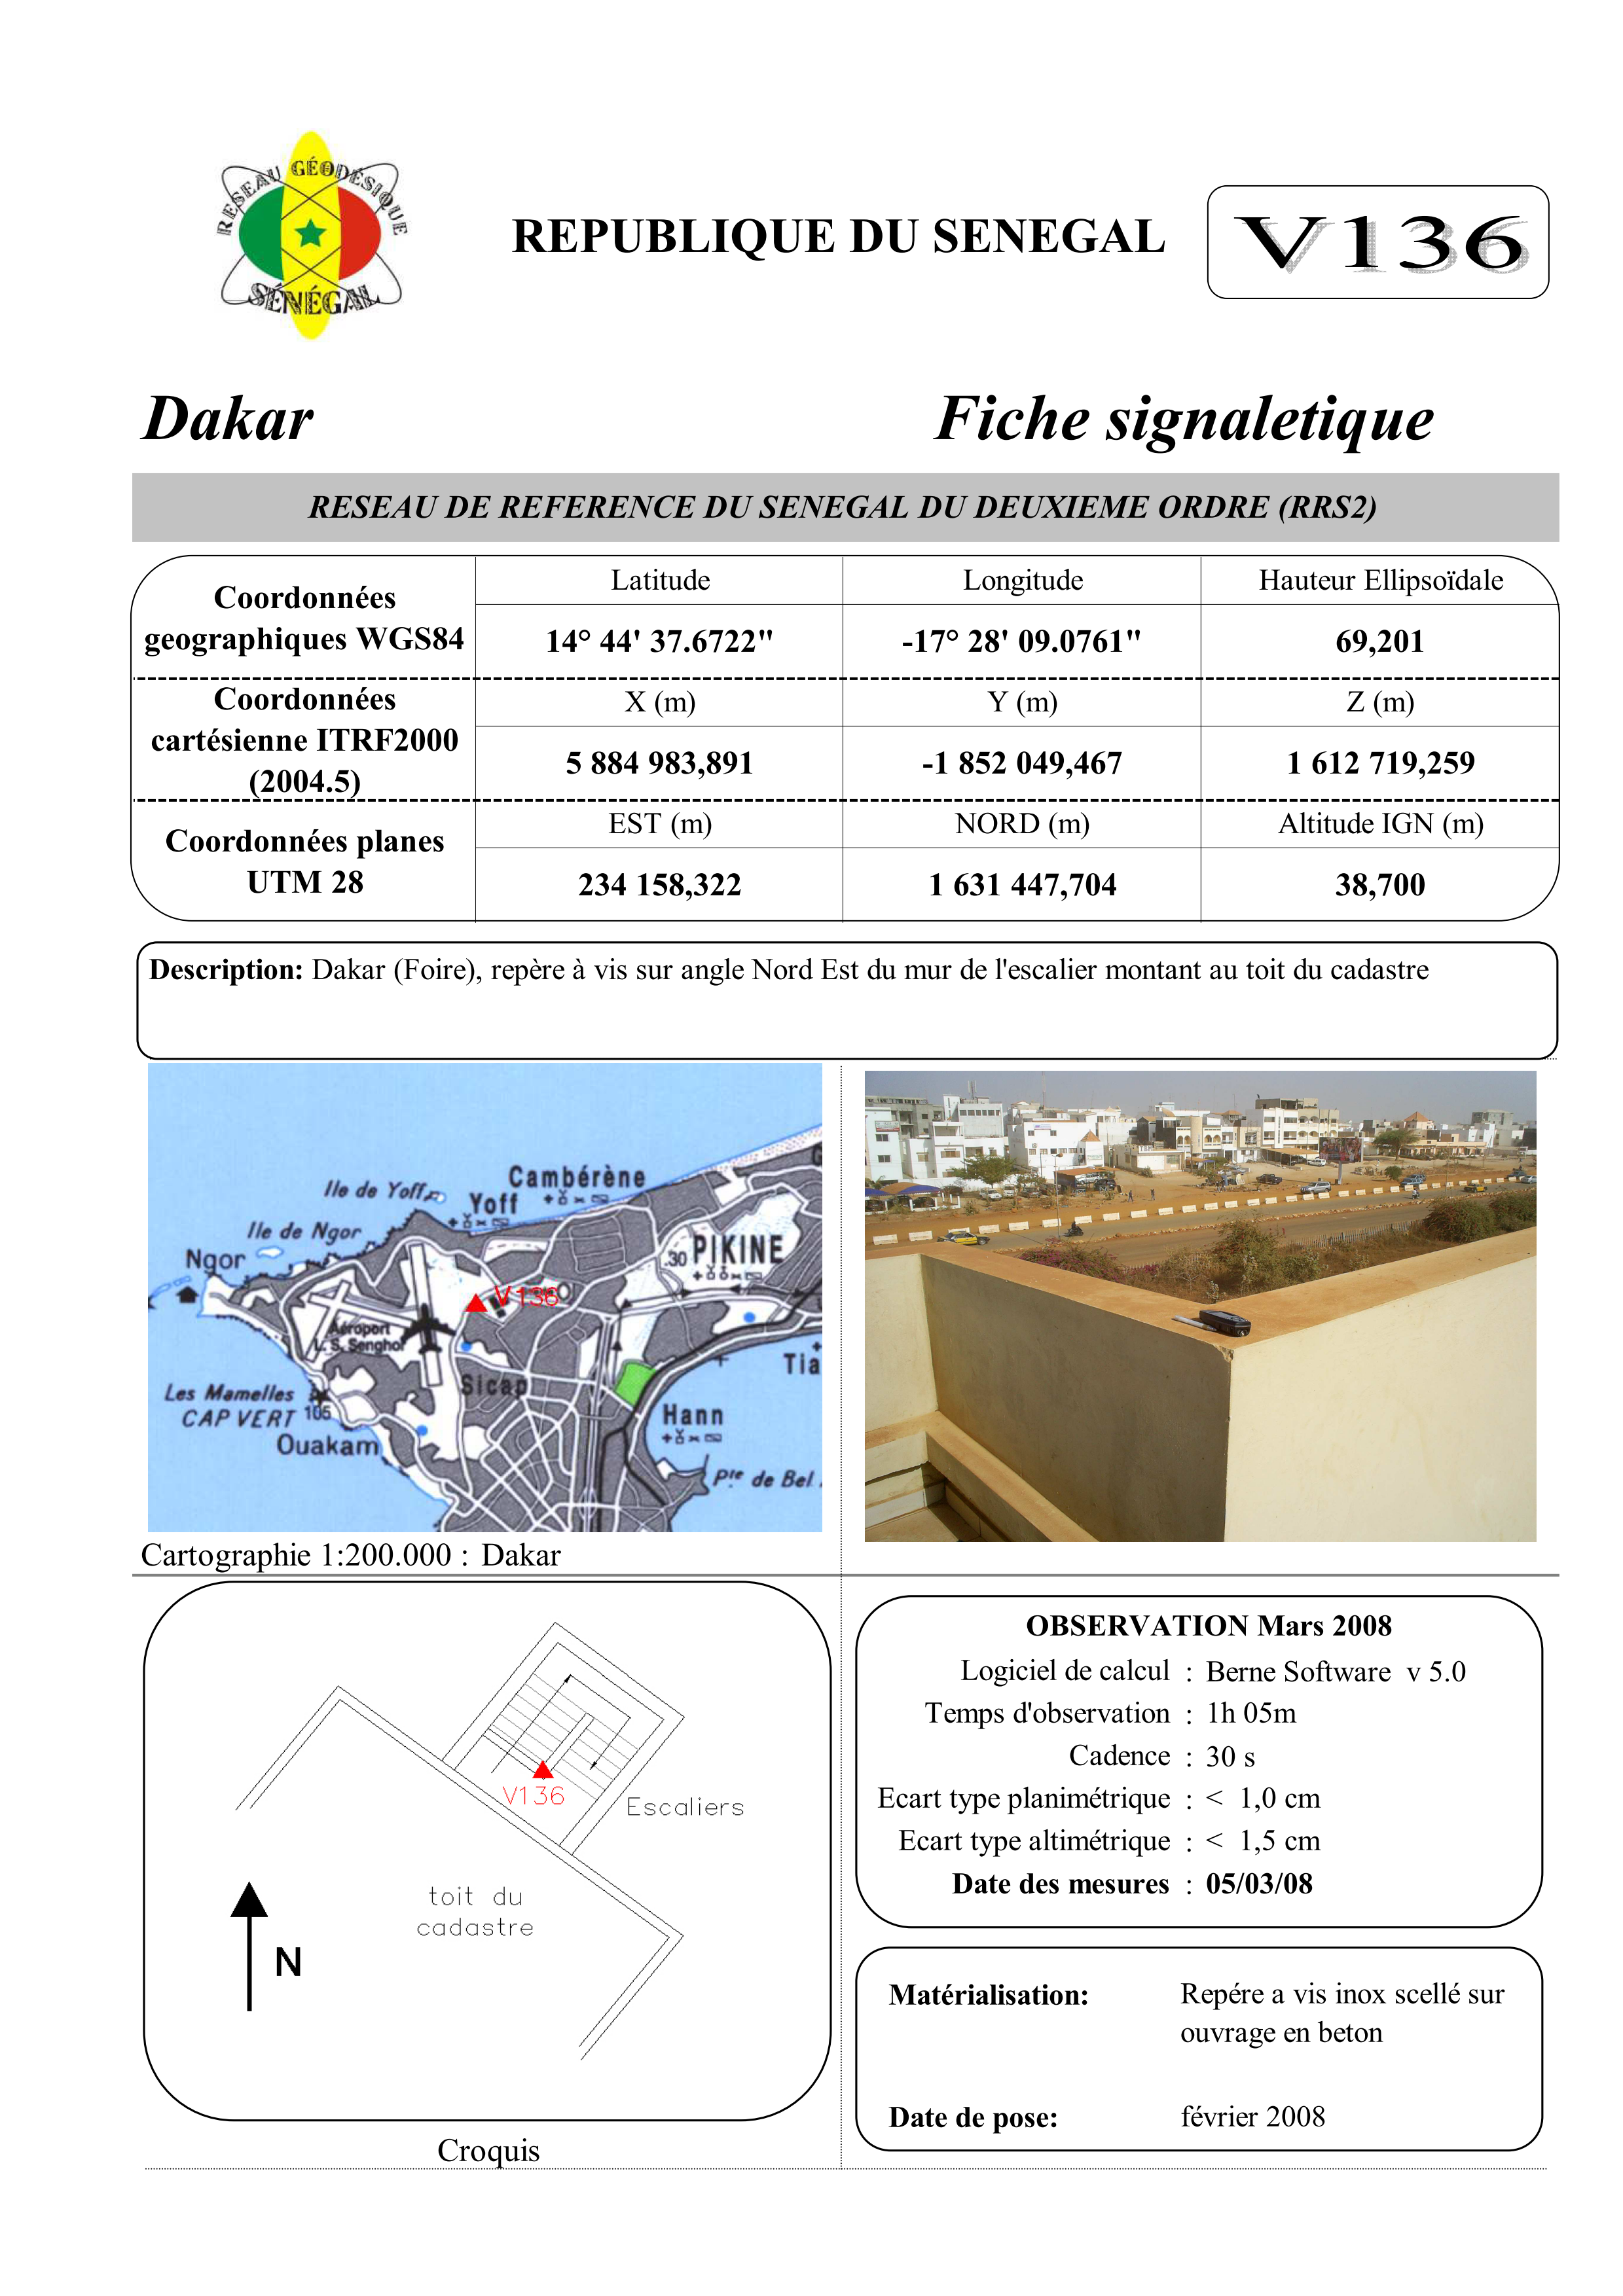 RESEAU GÉODÉSIQUE
SÉNÉGAL
REPUBLIQUE DU SENEGAL
V136
Dakar
Fiche signaletique
RESEAU DE REFERENCE DU SENEGAL DU DEUXIEME ORDRE (RRS2)
Coordonnées
geographiques WGS84
Latitude
Longitude
Hauteur Ellipsoïdale
14° 44' 37.6722"
-17° 28' 09.0761"
69,201
Coordonnées
cartésienne ITRF2000
(2004.5)
X (m)
Y (m)
Z (m)
5 884 983,891
-1 852 049,467
1 612 719,259
Coordonnées planes
UTM 28
EST (m)
NORD (m)
Altitude IGN (m)
234 158,322
1 631 447,704
38,700
Description: Dakar (Foire), repère à vis sur angle Nord Est du mur de l'escalier montant au toit du cadastre
Cambérène
Ile de Yoff
Yoff
Ile de Ngor
Ngor
30
PIKINE
V136
Aéroport
L. S. Senghor
Tia
Sicap
Les Mamelles
CAP VERT
105
Hann
Ouakam
Pte de Bel
Cartographie 1:200.000 : Dakar
V136
Escaliers
toit du
cadastre
N
Croquis
OBSERVATION Mars 2008
Logiciel de calcul : Berne Software v 5.0
Temps d'observation : 1h 05m
Cadence : 30 s
Ecart type planimétrique : < 1,0 cm
Ecart type altimétrique : < 1,5 cm
Date des mesures : 05/03/08
Matérialisation: Repére a vis inox scellé sur
ouvrage en beton
Date de pose: février 2008